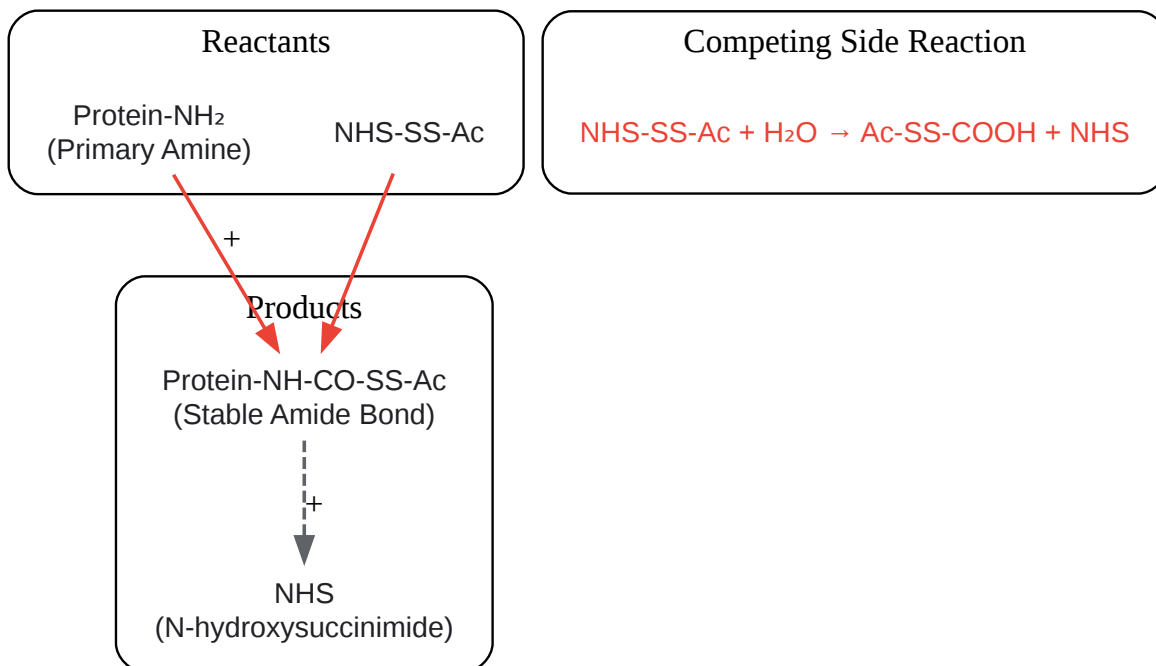 Reactants
Protein-NH₂
(Primary Amine)
NHS-SS-Ac
+
Competing Side Reaction
NHS-SS-Ac + H₂O → Ac-SS-COOH + NHS
Products
Protein-NH-CO-SS-Ac
(Stable Amide Bond)
+
NHS
(N-hydroxysuccinimide)